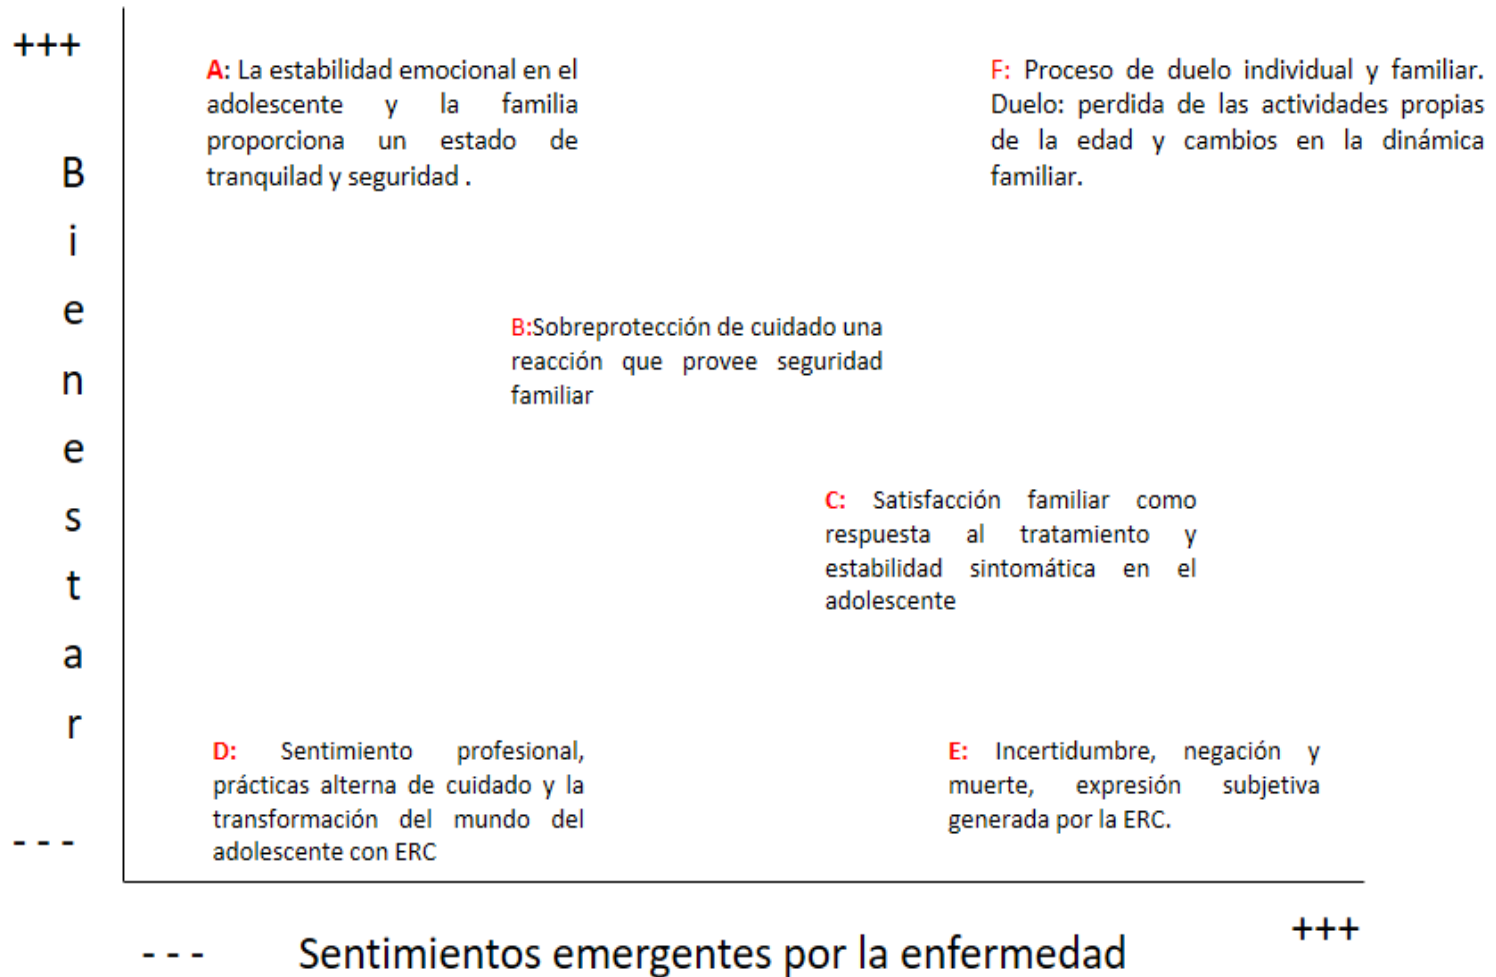 +++
A: La estabilidad emocional en el
adolescente y la familia
proporciona un estado de
tranquilad y seguridad .
F: Proceso de duelo individual y familiar.
Duelo: perdida de las actividades propias
de la edad y cambios en la dinámica
familiar.
B
i
e
n
e
s
t
a
r
B:Sobreprotección de cuidado una
reacción que provee seguridad
familiar
C: Satisfacción familiar como
respuesta al tratamiento y
estabilidad sintomática en el
adolescente
D: Sentimiento profesional,
prácticas alterna de cuidado y la
transformación del mundo del
adolescente con ERC
E: Incertidumbre, negación y
muerte, expresión subjetiva
generada por la ERC.
- - -
- - - Sentimientos emergentes por la enfermedad +++